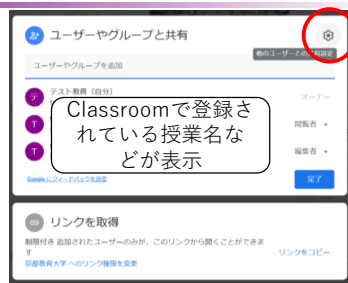 ユーザーやグループと共有
他のユーザーとの共有設定
ユーザーやグループを追加
テ
テスト教員（自分）
オーナー
Classroomで登録さ
れている授業名な
どが表示
T
閲覧者
T
編集者
Google にフィードバックを送信
完了
リンクを取得
制限付き 追加されたユーザーのみが、このリンクから開くことができま
す
京都教育大学 へのリンク権限を変更
リンクをコピー